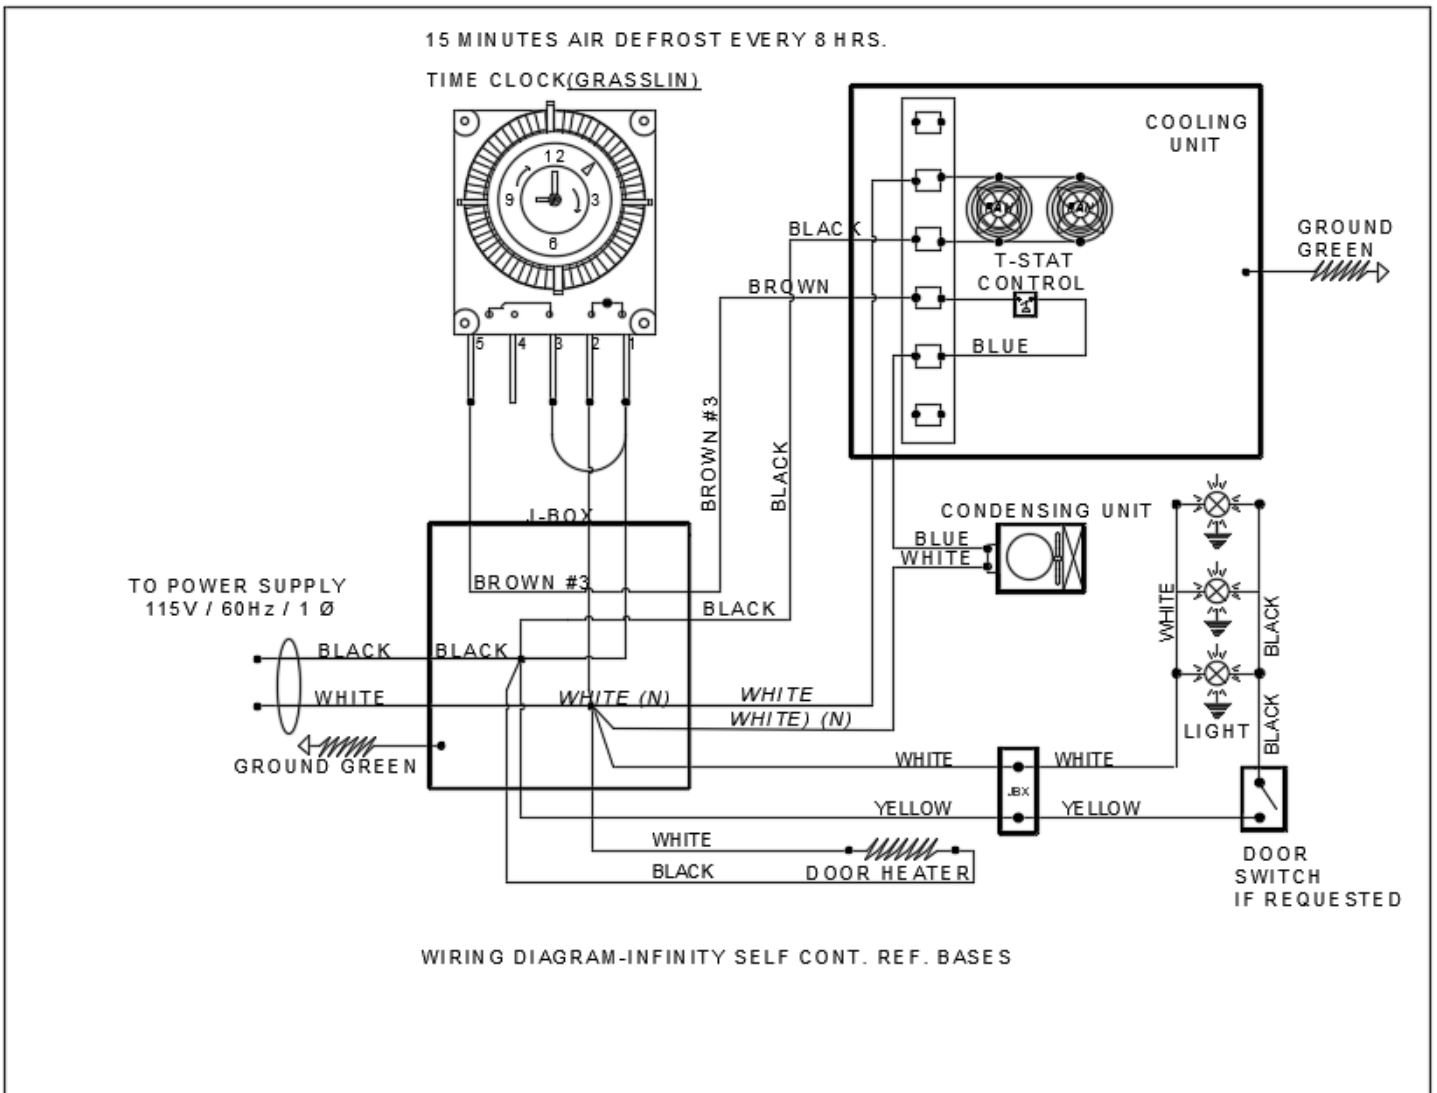 15 MINUTES AIR DEFROST EVERY 8 HRS.
TIME CLOCK(GRASSLIN)
12
9
3
6
5
4
3
2
1
COOLING
UNIT
FAN
FAN
T-STAT
CONTROL
BLACK
BROWN
BLUE
GROUND
GREEN
BROWN #3
BLACK
J-BOX
CONDENSING UNIT
BLUE
WHITE
TO POWER SUPPLY
115V / 60Hz / 1 Ø
BROWN #3
BLACK
BLACK
BLACK
WHITE
WHITE (N)
WHITE
WHITE) (N)
GROUND GREEN
WHITE
BLACK
BLACK
LIGHT
WHITE
WHITE
JBX
YELLOW
YELLOW
WHITE
BLACK
DOOR HEATER
DOOR
SWITCH
IF REQUESTED
WIRING DIAGRAM-INFINITY SELF CONT. REF. BASES